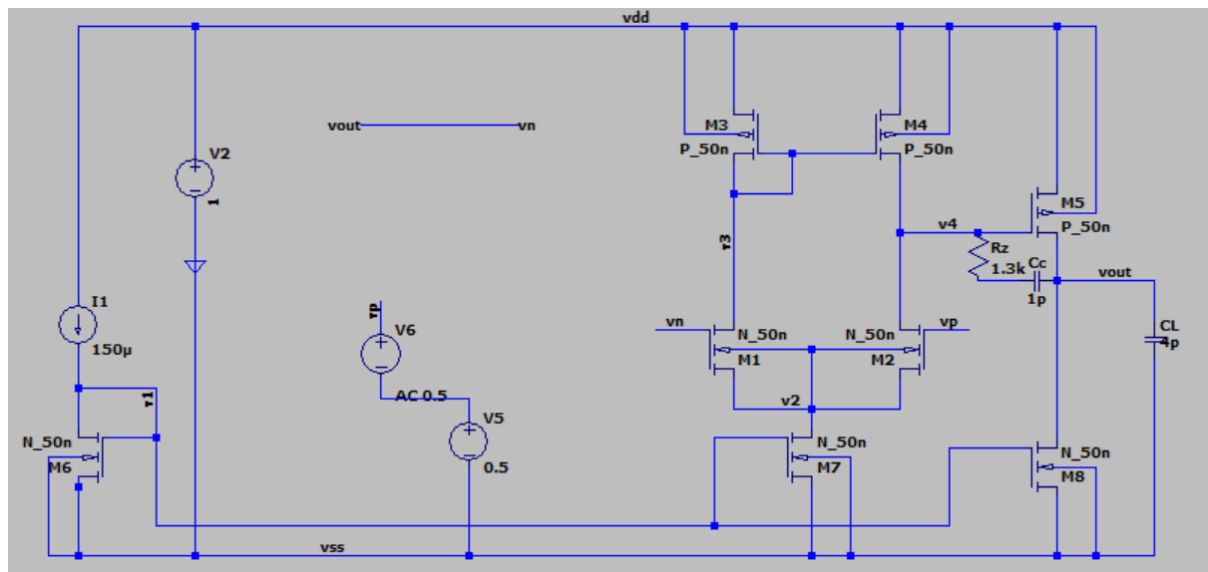 vdd
vout
vn
V2
1
M3
P_50n
M4
P_50n
M5
P_50n
v4
Rz
1.3k
Cc
1p
vout
CL
4p
v3
I1
150µ
vp
V6
AC 0.5
V5
0.5
vn
N_50n
M1
N_50n
M2
vp
v2
v1
N_50n
M6
N_50n
M7
N_50n
M8
vss